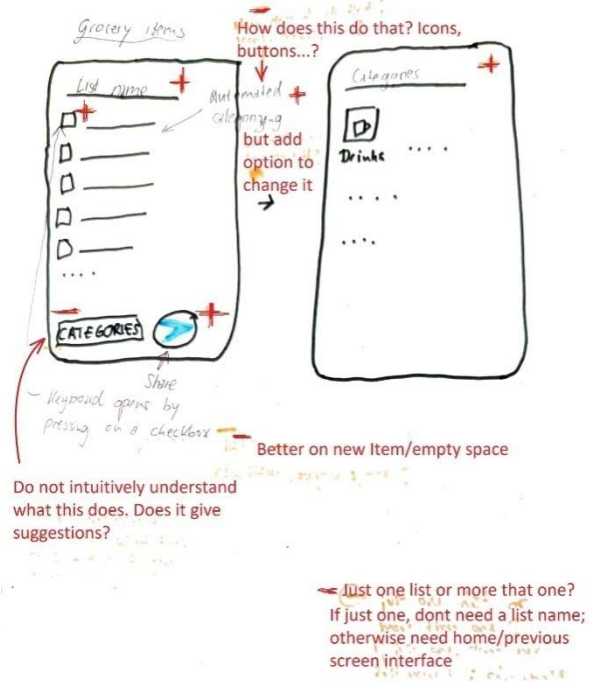 Grocery items
How does this do that? Icons,
buttons...?
List name
Automated
categorying
but add
option to
change it
Categories
Drinks
CATEGORIES
Share
- Keyboard opens by
pressing on a checkbox
Better on new Item/empty space
Do not intuitively understand
what this does. Does it give
suggestions?
Just one list or more that one?
If just one, dont need a list name;
otherwise need home/previous
screen interface